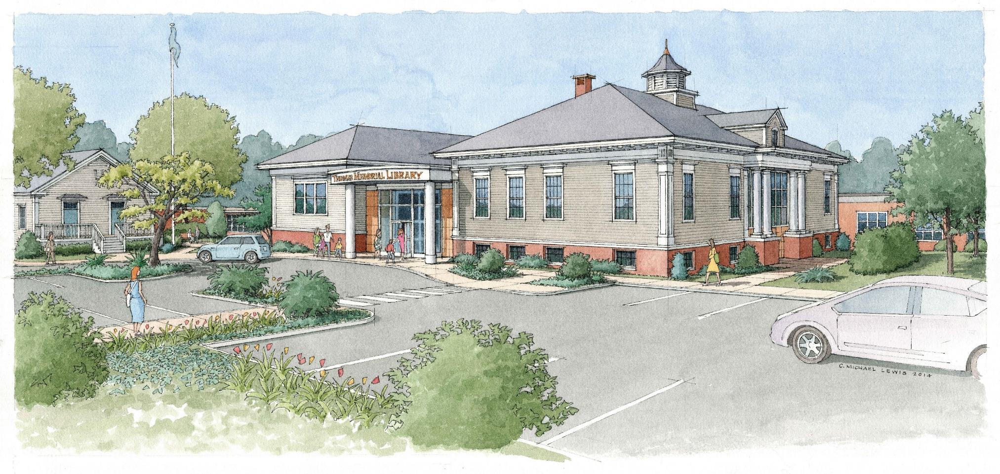 THOMAS MEMORIAL LIBRARY
C. MICHAEL LEWIS 2014